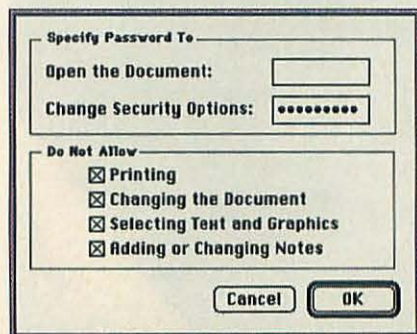 Specify Password To
Open the Document:
Change Security Options: •••••••••
Do Not Allow
Printing
Changing the Document
Selecting Text and Graphics
Adding or Changing Notes
Cancel OK